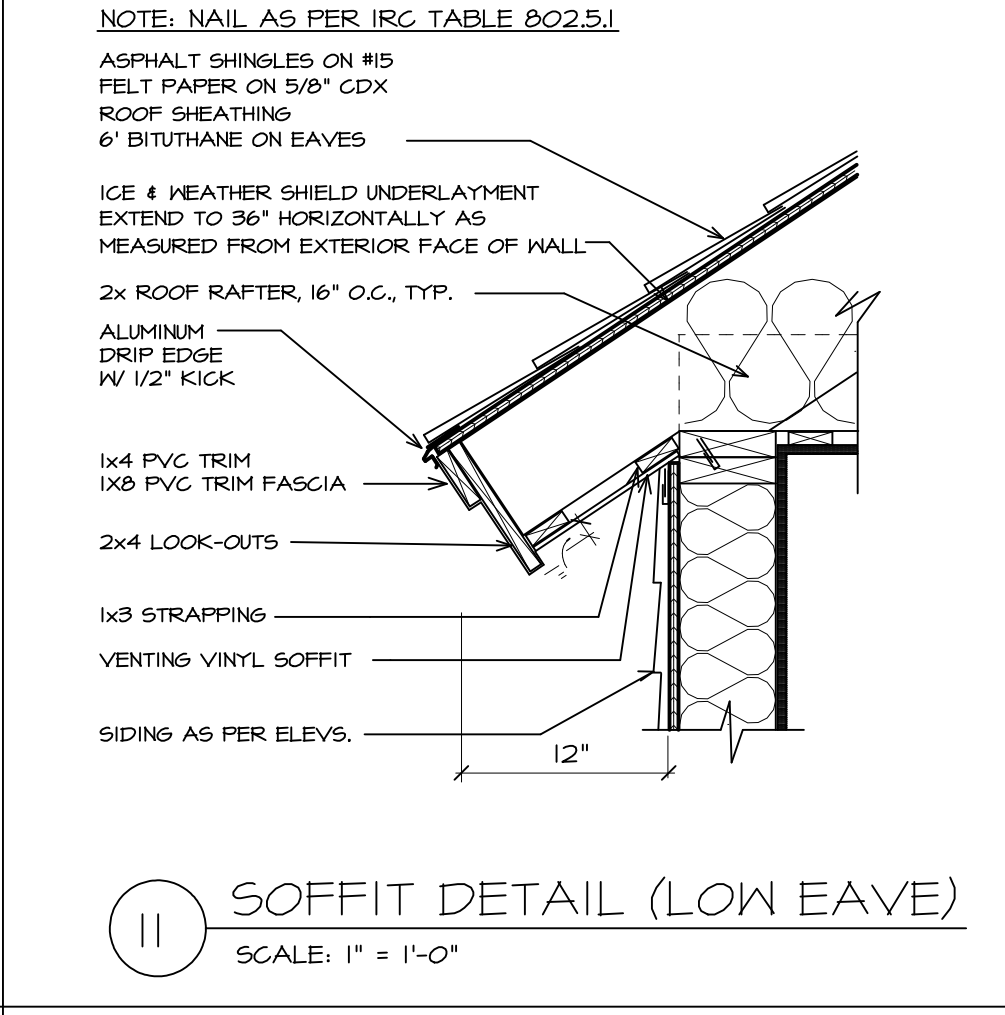 NOTE: NAIL AS PER IRC TABLE 802.5.1
ASPHALT SHINGLES ON #15
FELT PAPER ON 5/8" CDX
ROOF SHEATHING
6' BITUTHANE ON EAVES
ICE & WEATHER SHIELD UNDERLAYMENT
EXTEND TO 36" HORIZONTALLY AS
MEASURED FROM EXTERIOR FACE OF WALL
2x ROOF RAFTER, 16" O.C., TYP.
ALUMINUM
DRIP EDGE
W/ 1/2" KICK
1x4 PVC TRIM
1X8 PVC TRIM FASCIA
2x4 LOOK-OUTS
1x3 STRAPPING
VENTING VINYL SOFFIT
SIDING AS PER ELEVS.
12"
11
SOFFIT DETAIL (LOW EAVE)
SCALE: 1" = 1'-0"